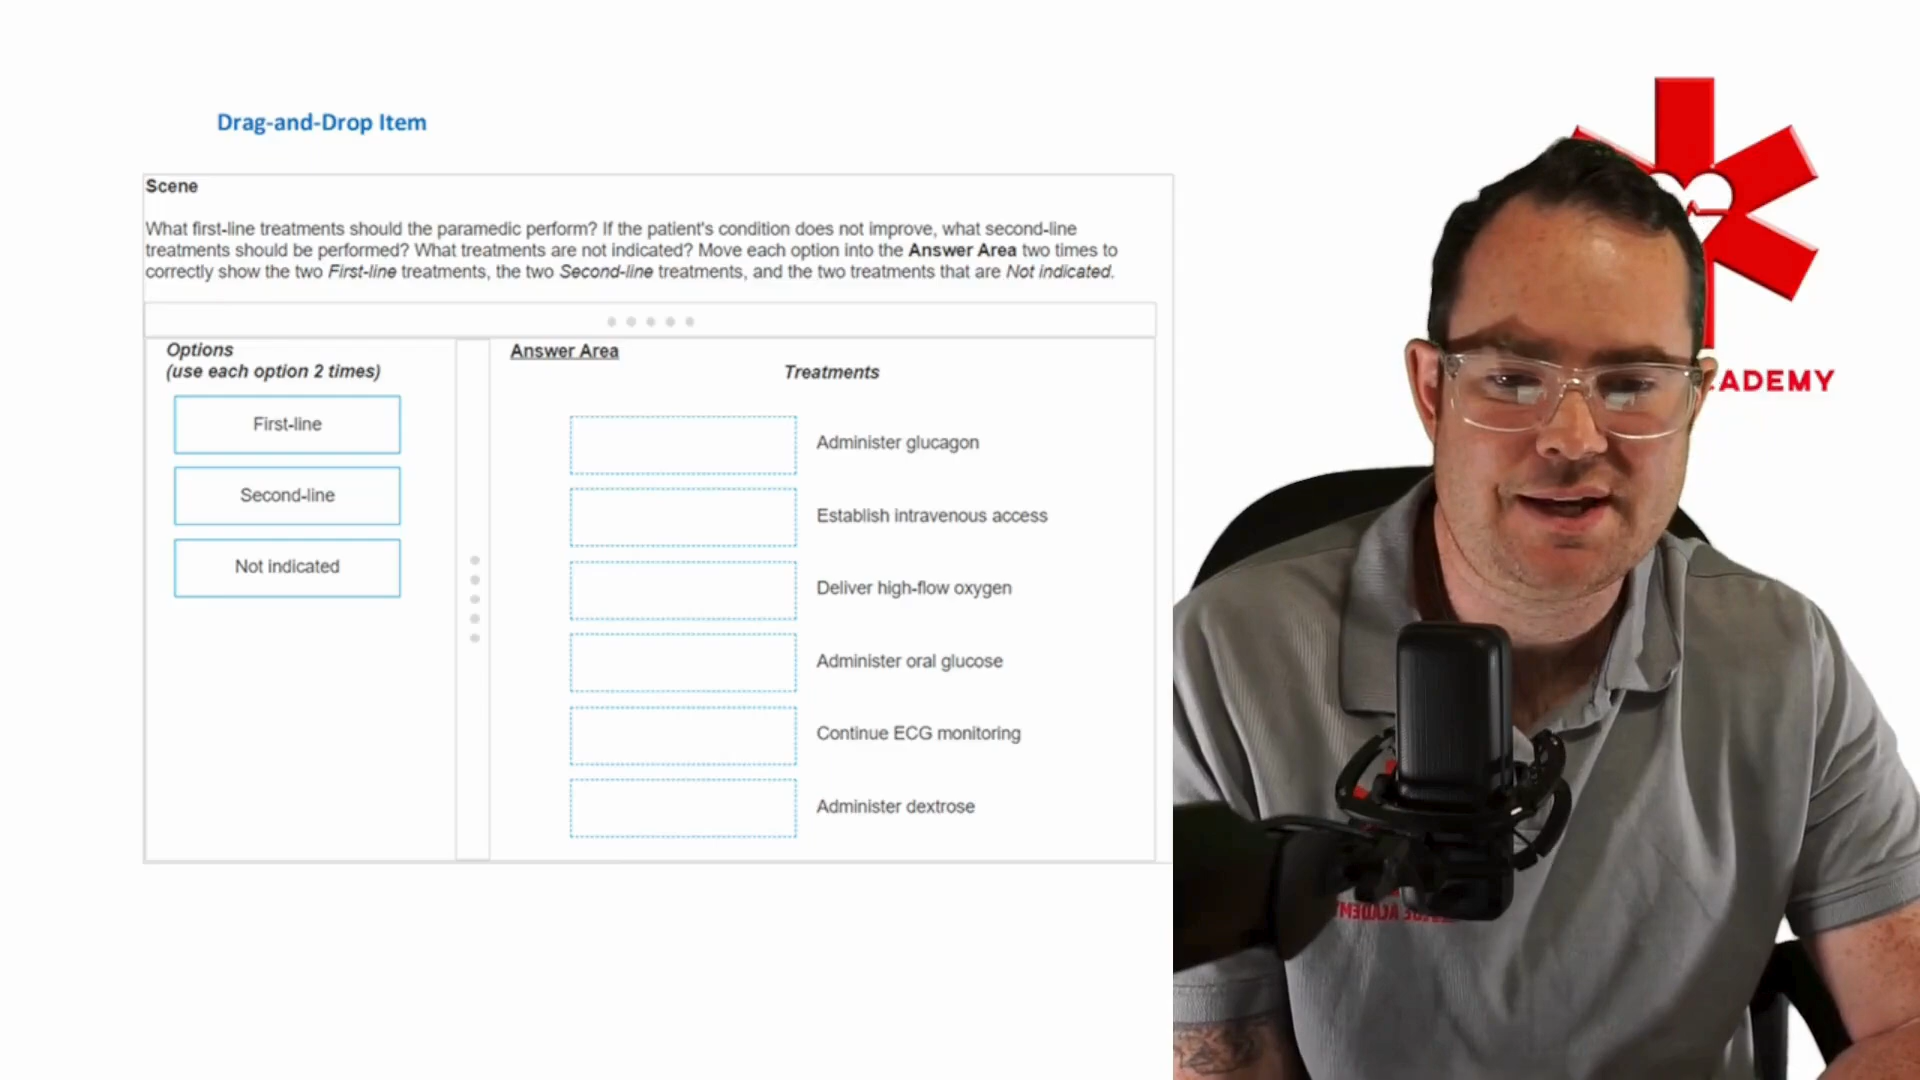 Drag-and-Drop Item
Scene
What first-line treatments should the paramedic perform? If the patient's condition does not improve, what second-line
treatments should be performed? What treatments are not indicated? Move each option into the Answer Area two times to
correctly show the two First-line treatments, the two Second-line treatments, and the two treatments that are Not indicated.
Options
(use each option 2 times)
First-line
Second-line
Not indicated
Answer Area
Treatments
Administer glucagon
Establish intravenous access
Deliver high-flow oxygen
Administer oral glucose
Continue ECG monitoring
Administer dextrose
ADEMY